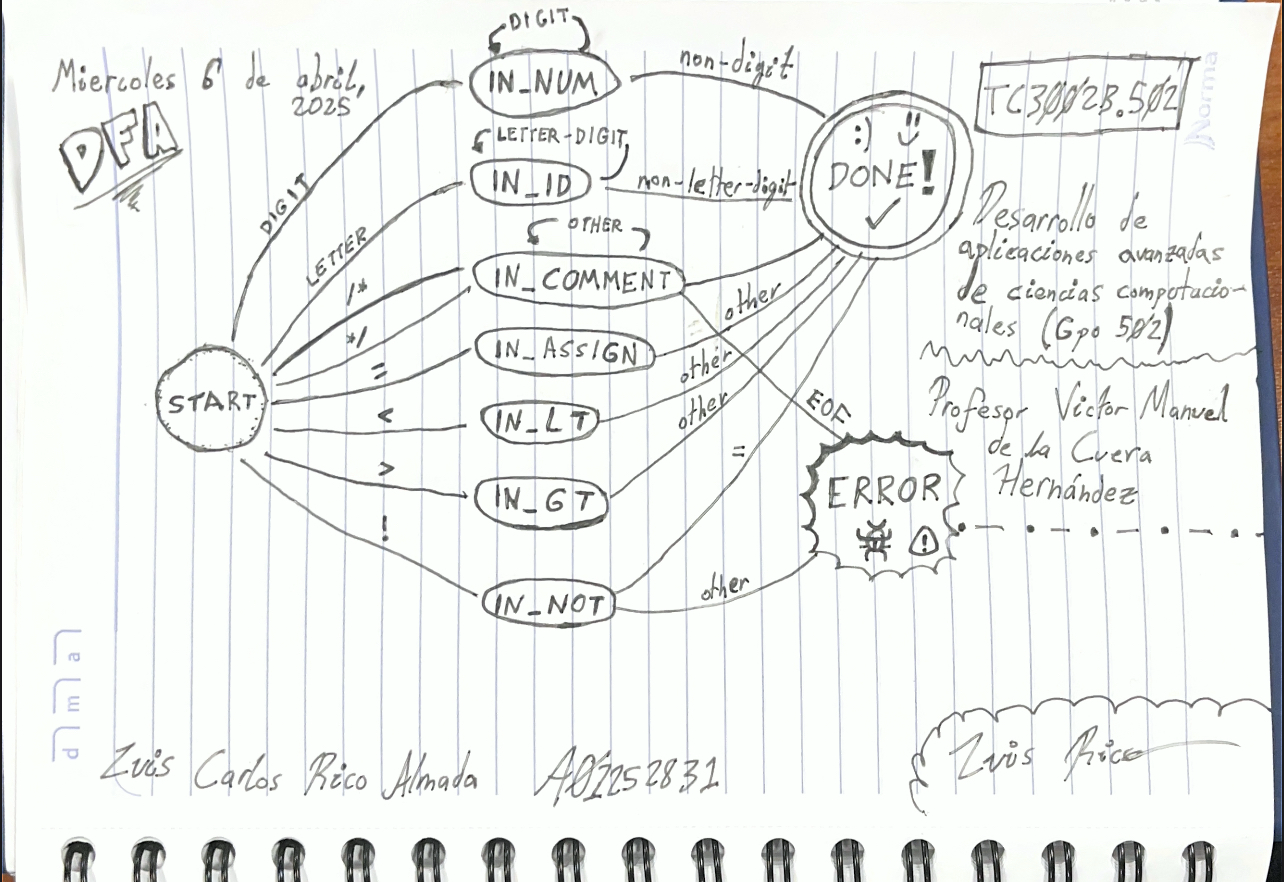 Miercoles 6 de abril,
2025
DFA
DIGIT
IN_NUM
non-digit
LETTER-DIGIT
IN_ID
non-letter-digit
OTHER
IN_COMMENT
IN_ASSIGN
IN_LT
IN_GT
IN_NOT
START
DIGIT
LETTER
/*
*/
=
<
>
!
other
other
other
=
EOF
other
:)
DONE!
ERROR
!
TC3002B.502
Desarrollo de
aplicaciones avanzadas
de ciencias computacio-
nales (Gpo 502)
Profesor Victor Manuel
de la Cueva
Hernández
Luis Carlos Rico Almada A01252831
Luis Rico
Norma